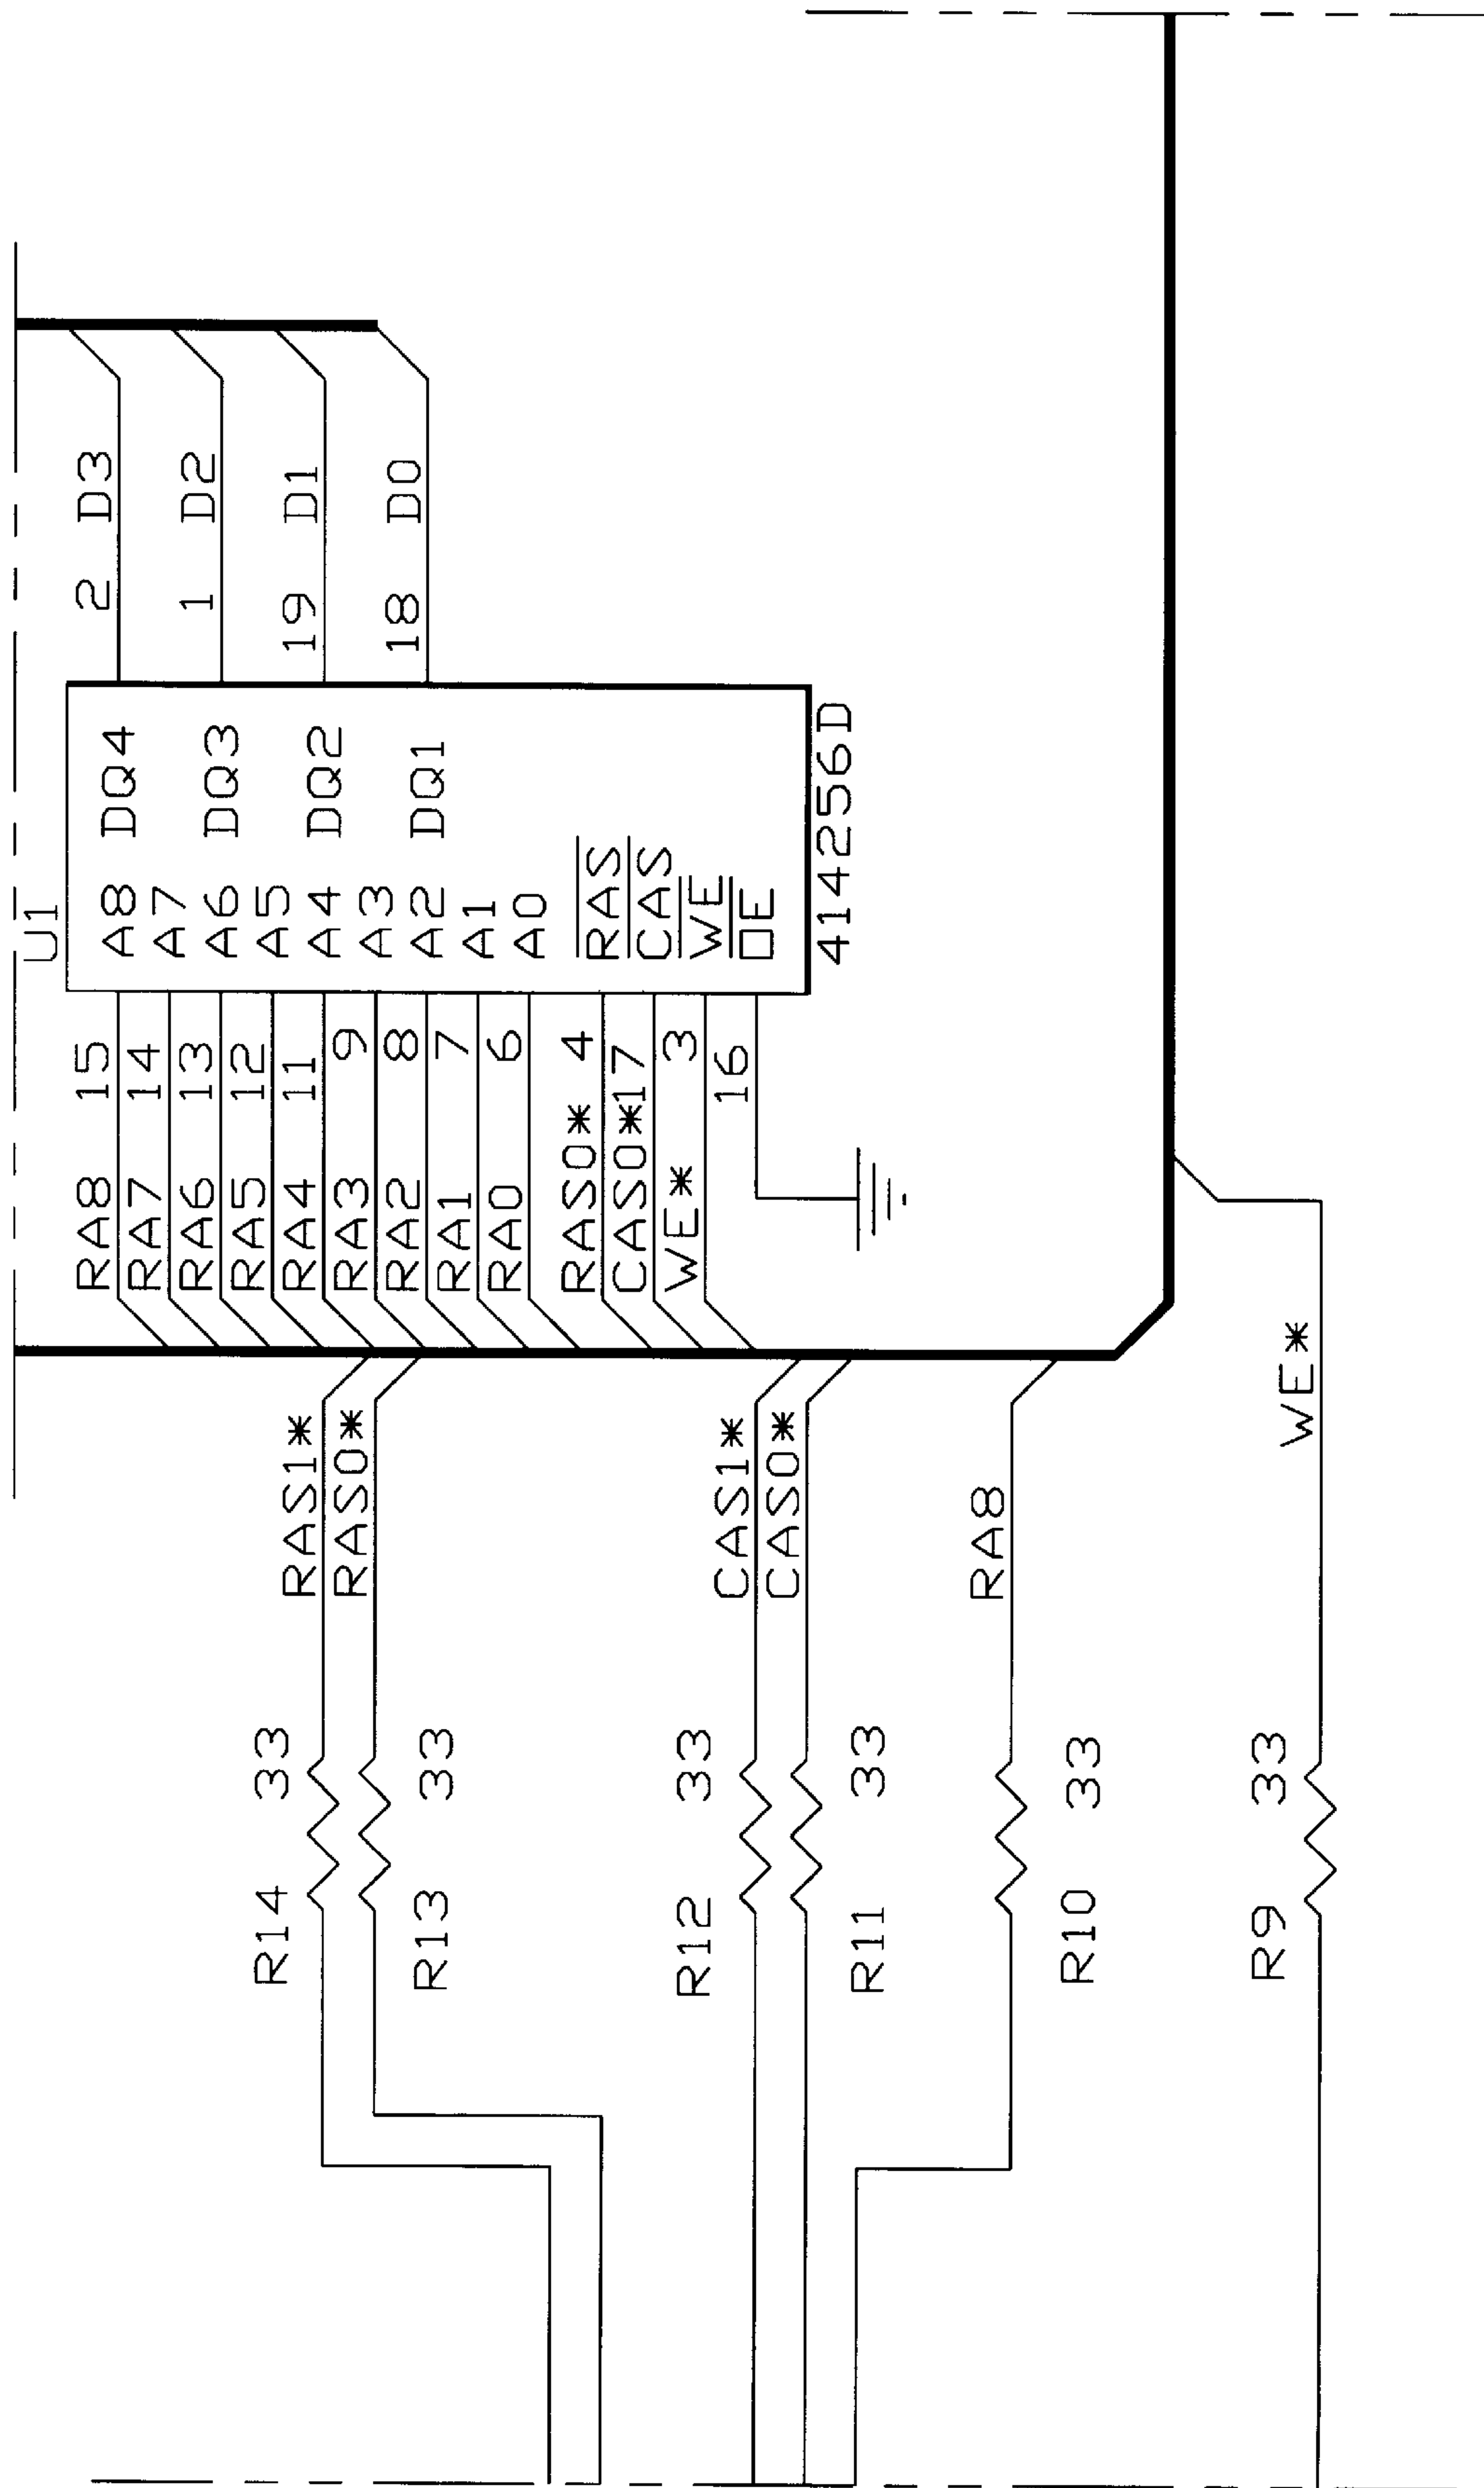 U1
RA8 15 A8 DQ4 2 D3
RA7 14 A7
RA6 13 A6 DQ3 1 D2
RA5 12 A5
RA4 11 A4 DQ2 19 D1
RA3 9 A3
RA2 8 A2 DQ1 18 D0
RA1 7 A1
RA0 6 A0
RAS0* 4 RAS
CAS0* 17 CAS
WE* 3 WE
16 OE
414256D
R14 33 RAS1*
RAS0*
R13 33
R12 33 CAS1*
CAS0*
R11 33
RA8
R10 33
R9 33 WE*